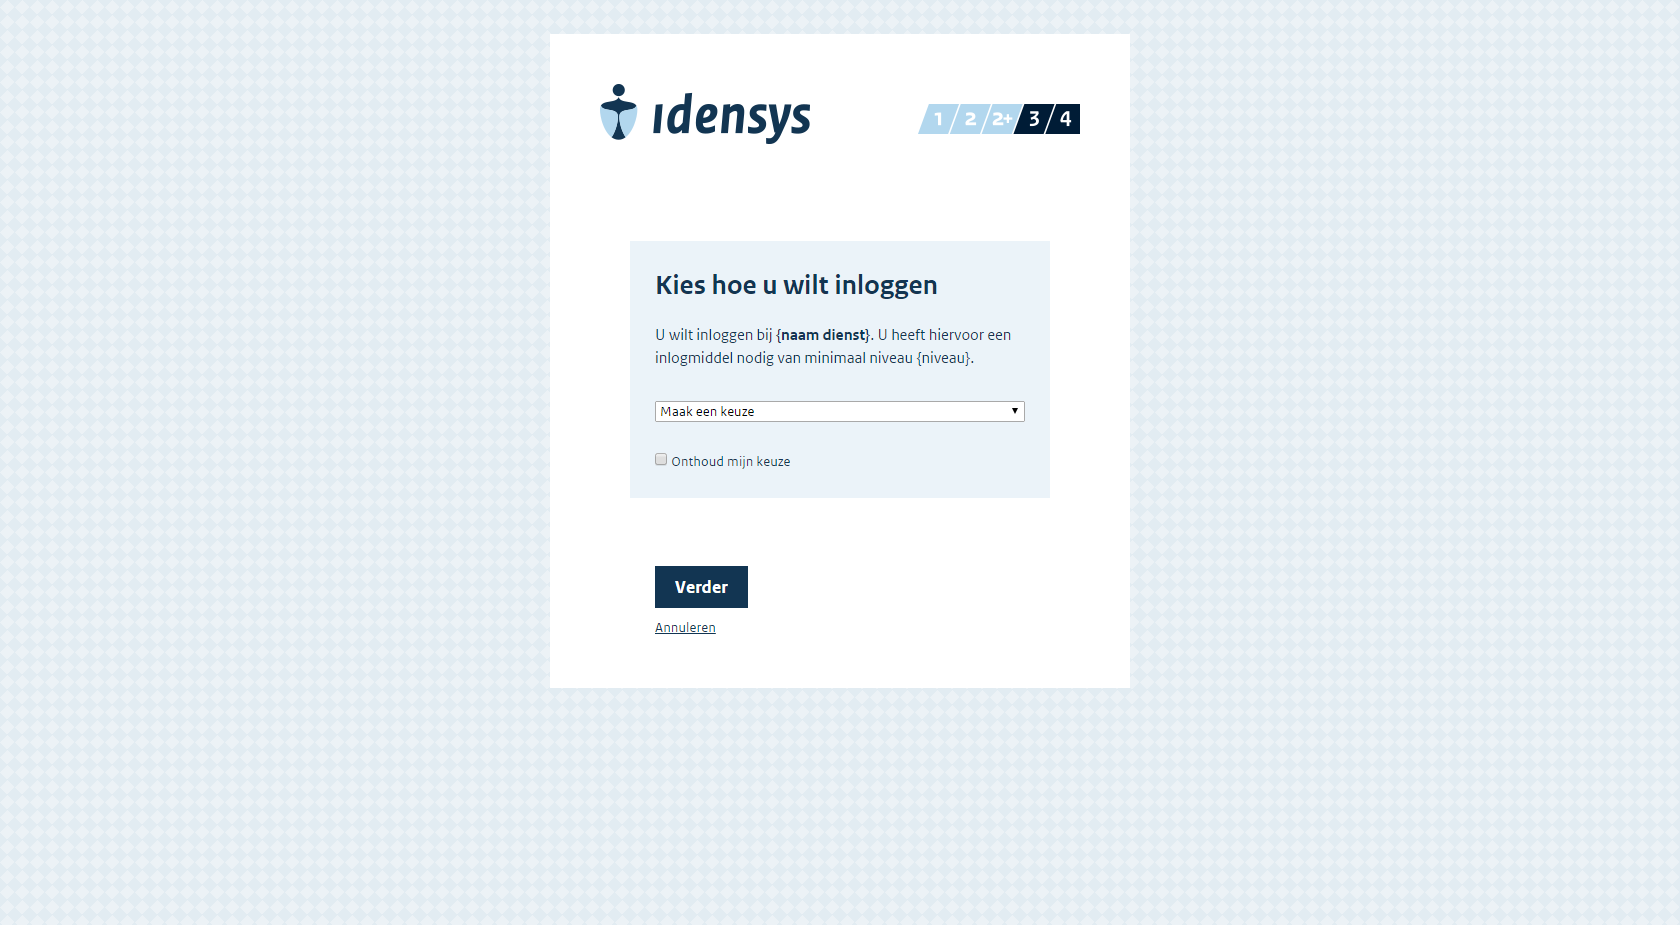 ıdensys
1 2 2+ 3 4
Kies hoe u wilt inloggen
U wilt inloggen bij {naam dienst}. U heeft hiervoor een
inlogmiddel nodig van minimaal niveau {niveau}.
Maak een keuze
Onthoud mijn keuze
Verder
Annuleren